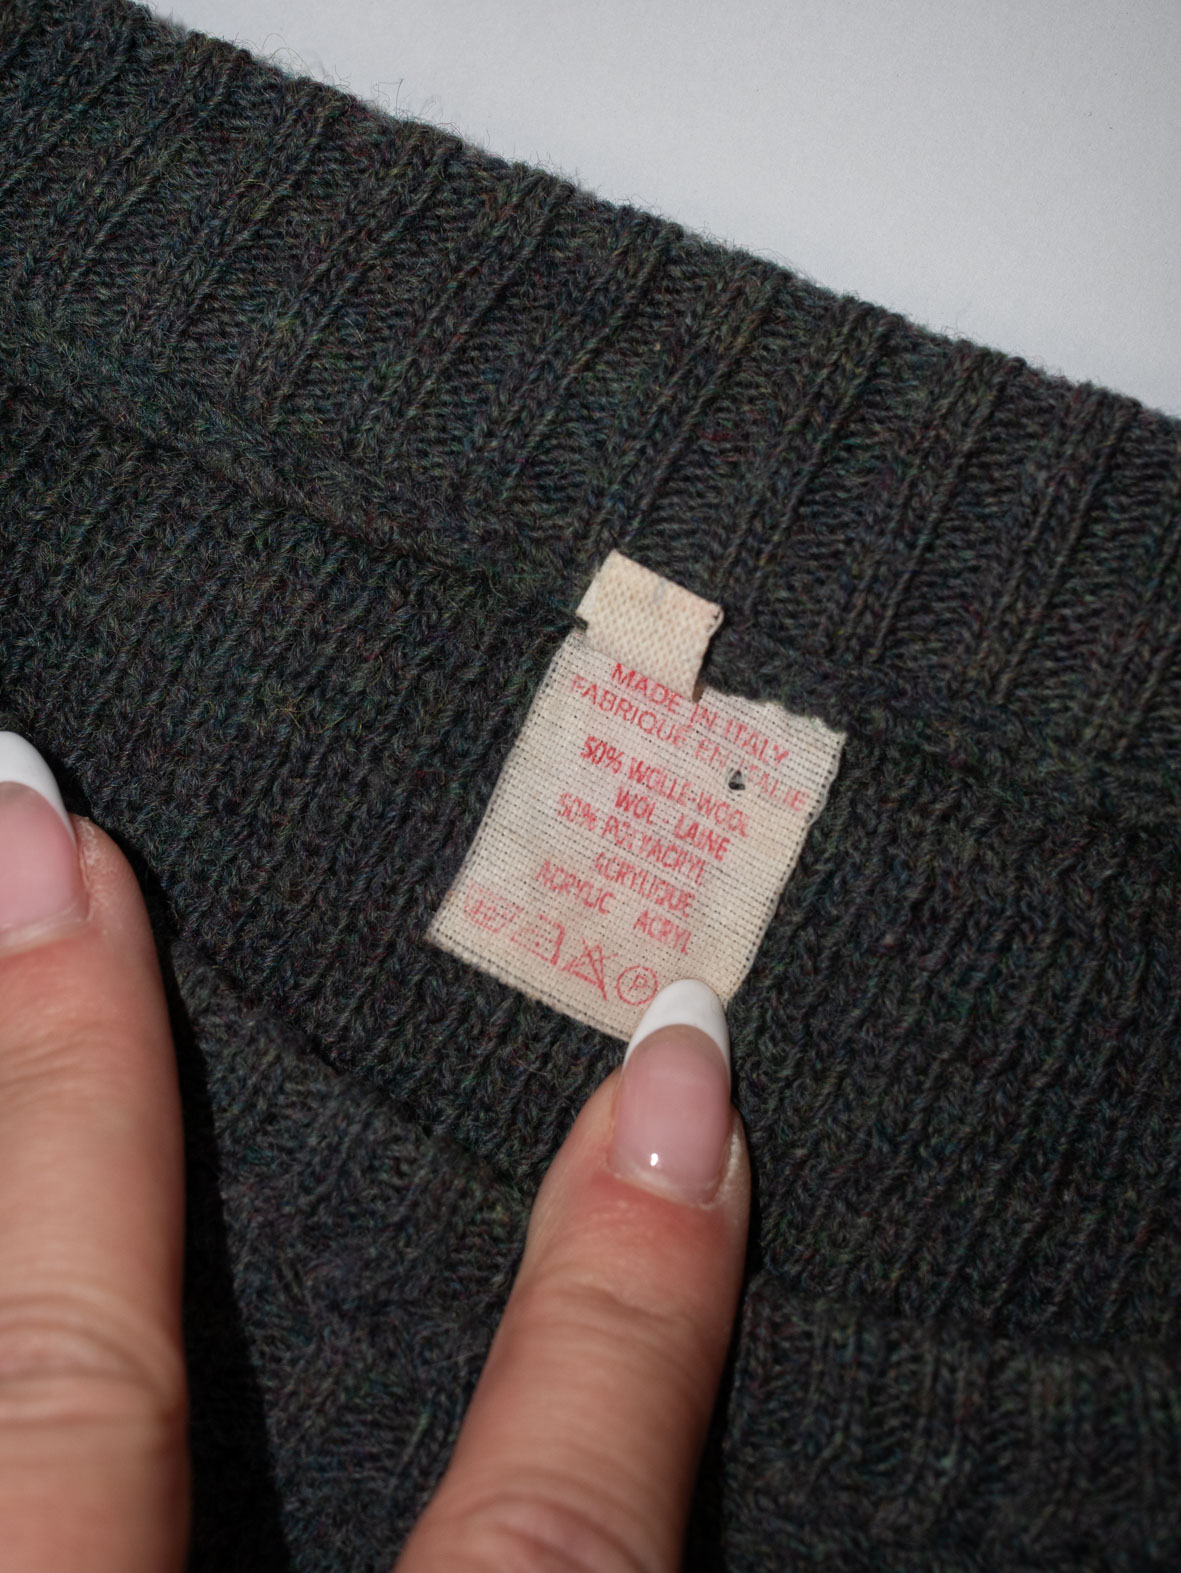 MADE IN ITALY
FABRIQUE EN ITALIE
50% WOLLE-WOOL
WOL - LAINE
50% POLYACRYL
ACRYLIQUE
ACRYLIC ACRYL
P